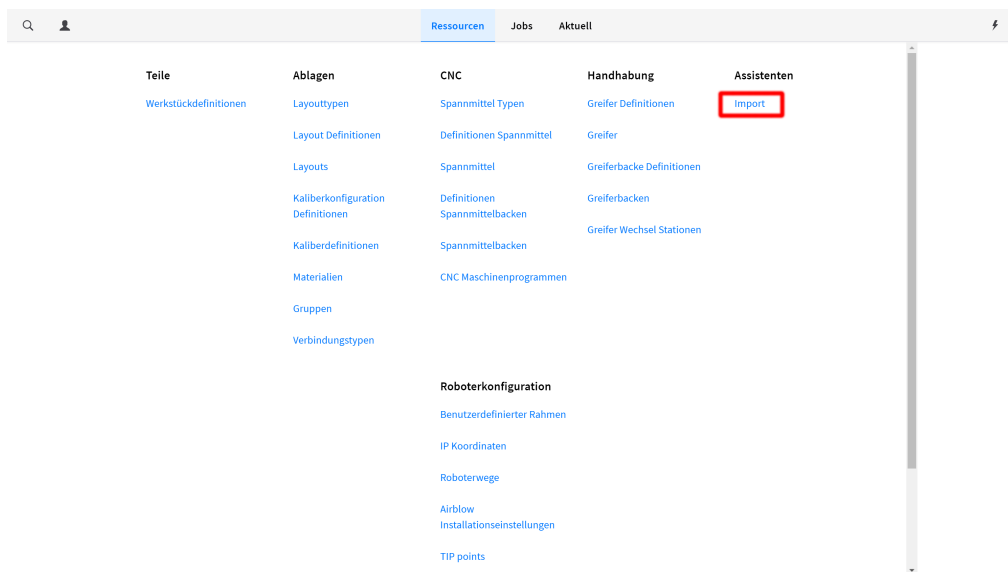 Ressourcen Jobs Aktuell
Teile
Werkstückdefinitionen
Ablagen
Layouttypen
Layout Definitionen
Layouts
Kaliberkonfiguration
Definitionen
Kaliberdefinitionen
Materialien
Gruppen
Verbindungstypen
CNC
Spannmittel Typen
Definitionen Spannmittel
Spannmittel
Definitionen
Spannmittelbacken
Spannmittelbacken
CNC Maschinenprogrammen
Handhabung
Greifer Definitionen
Greifer
Greiferbacke Definitionen
Greiferbacken
Greifer Wechsel Stationen
Assistenten
Import
Roboterkonfiguration
Benutzerdefinierter Rahmen
IP Koordinaten
Roboterwege
Airblow
Installationseinstellungen
TIP points